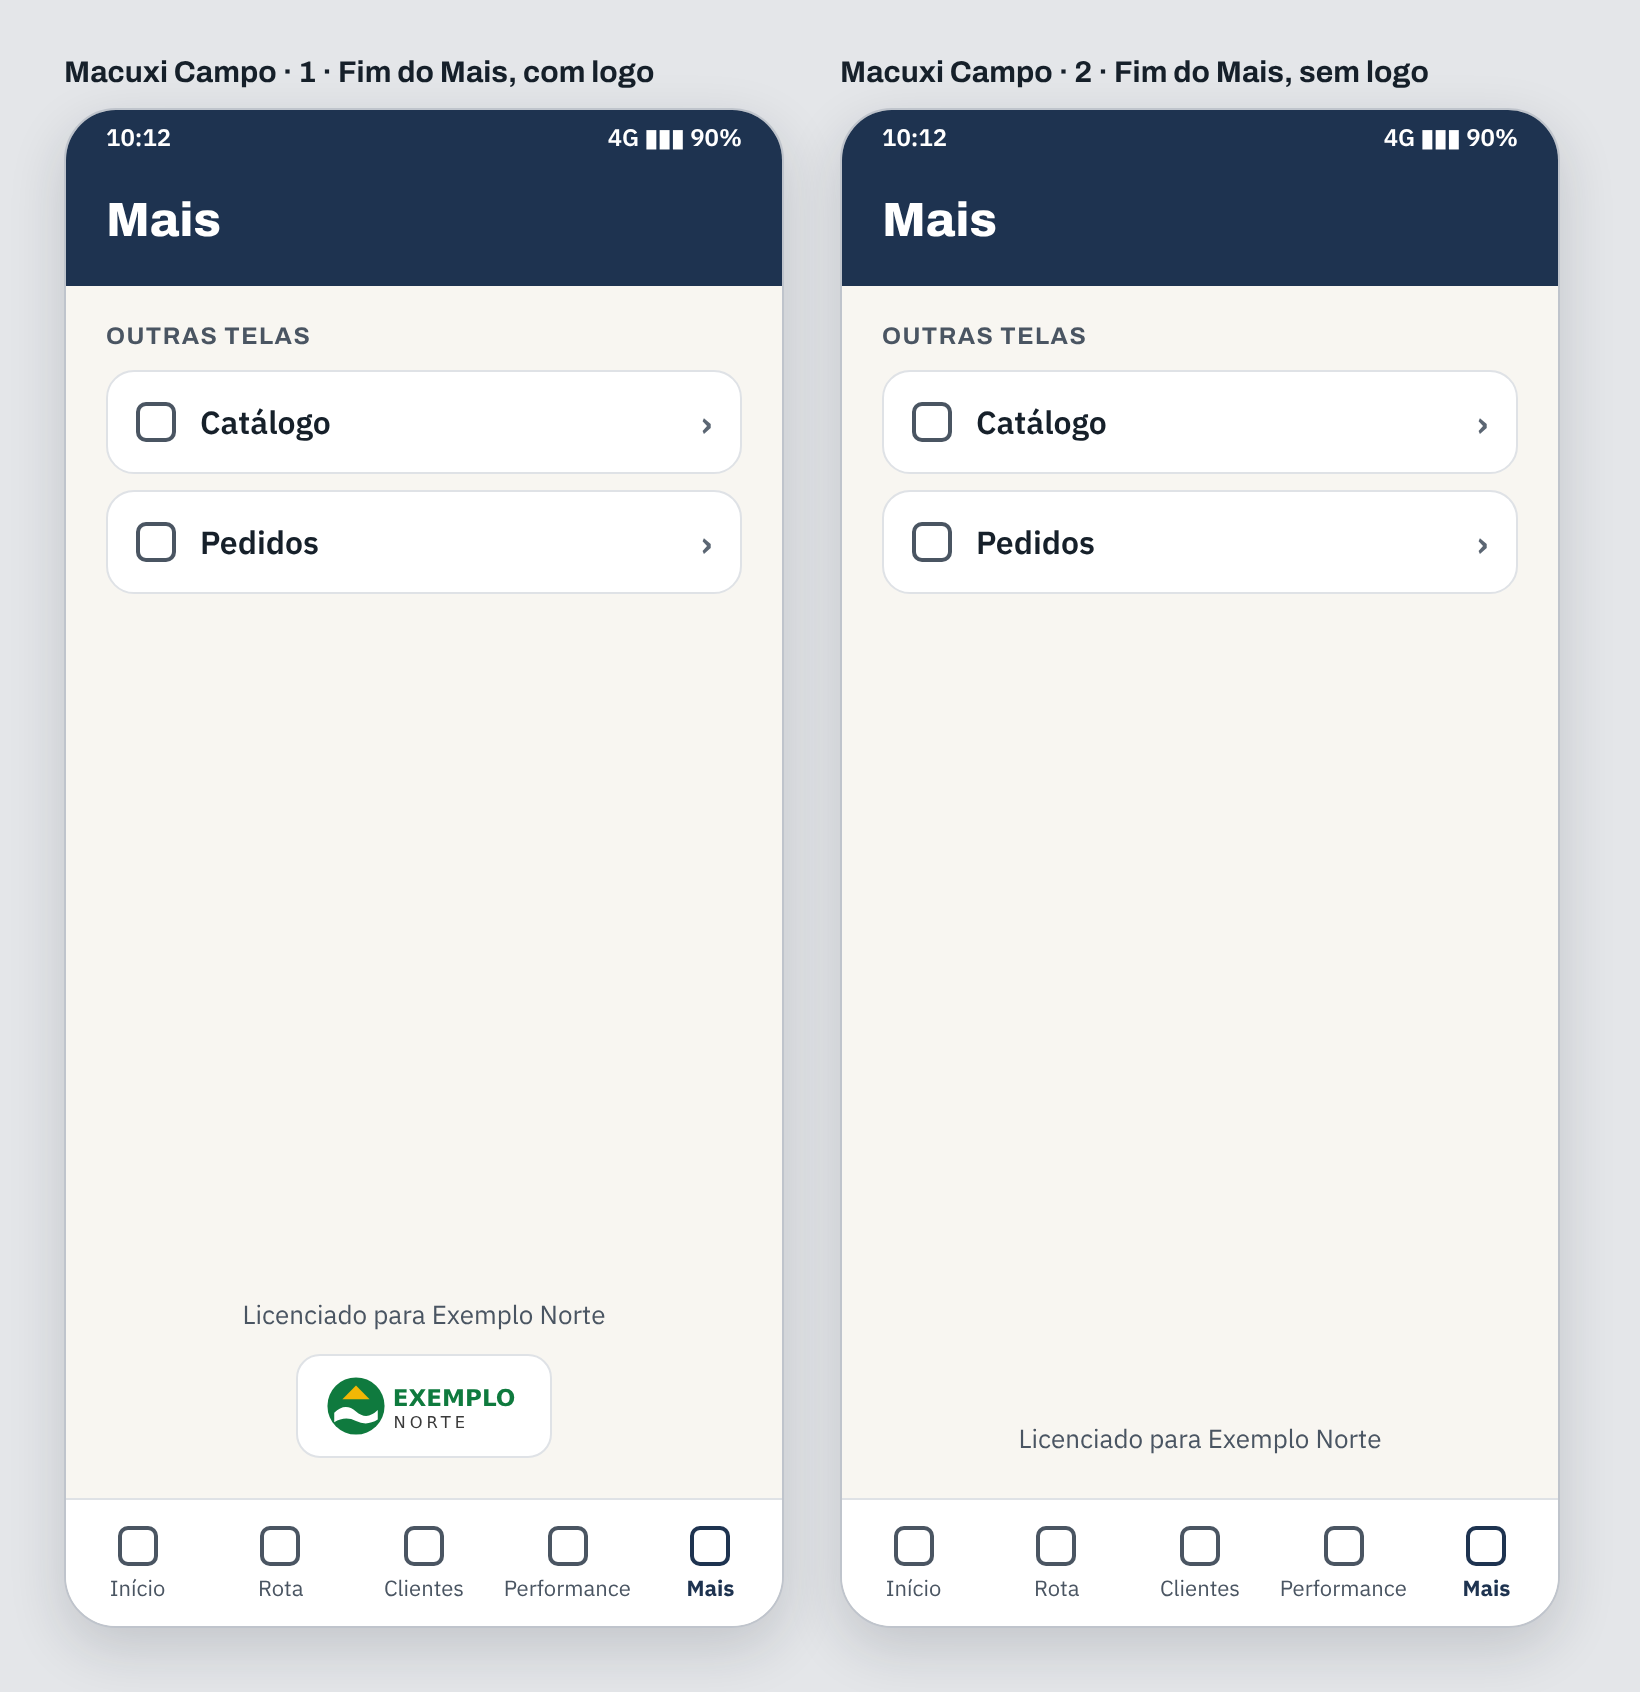 Macuxi Campo · 1 · Fim do Mais, com logo
10:12 4G 90%
Mais
OUTRAS TELAS
Catálogo ›
Pedidos ›
Licenciado para Exemplo Norte
EXEMPLO
NORTE
Início Rota Clientes Performance Mais
Macuxi Campo · 2 · Fim do Mais, sem logo
10:12 4G 90%
Mais
OUTRAS TELAS
Catálogo ›
Pedidos ›
Licenciado para Exemplo Norte
Início Rota Clientes Performance Mais